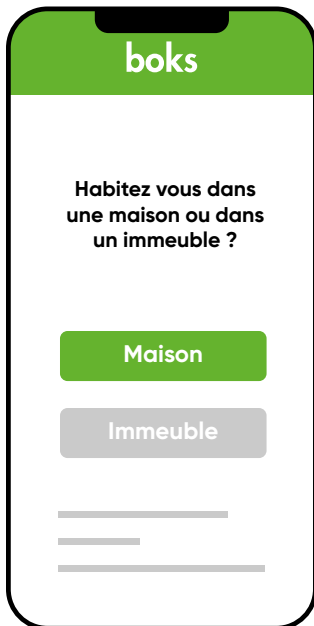 boks
Habitez vous dans
une maison ou dans
un immeuble ?
Maison
Immeuble